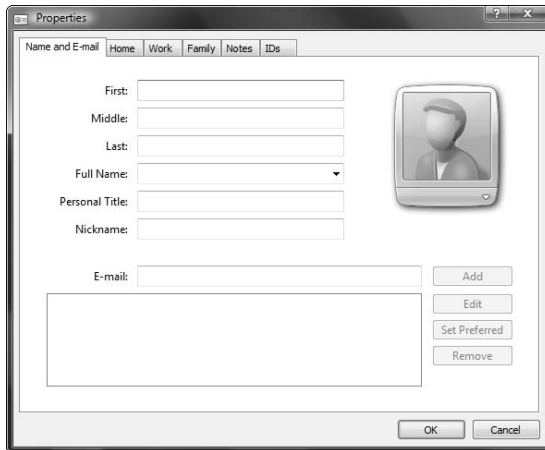 Properties
?
X
Name and E-mail Home Work Family Notes IDs
First:
Middle:
Last:
Full Name:
Personal Title:
Nickname:
E-mail:
Add
Edit
Set Preferred
Remove
OK Cancel